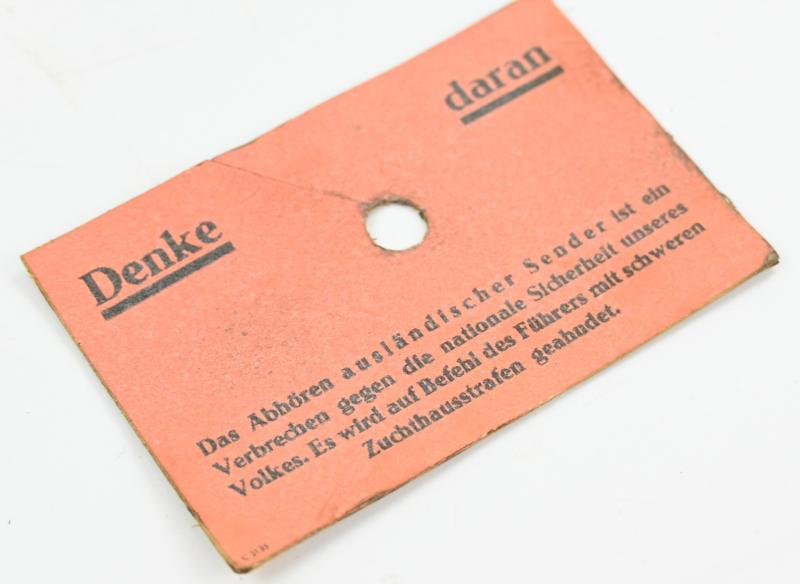 Denke daran
Das Abhören ausländischer Sender ist ein
Verbrechen gegen die nationale Sicherheit unseres
Volkes. Es wird auf Befehl des Führers mit schweren
Zuchthausstrafen geahndet.